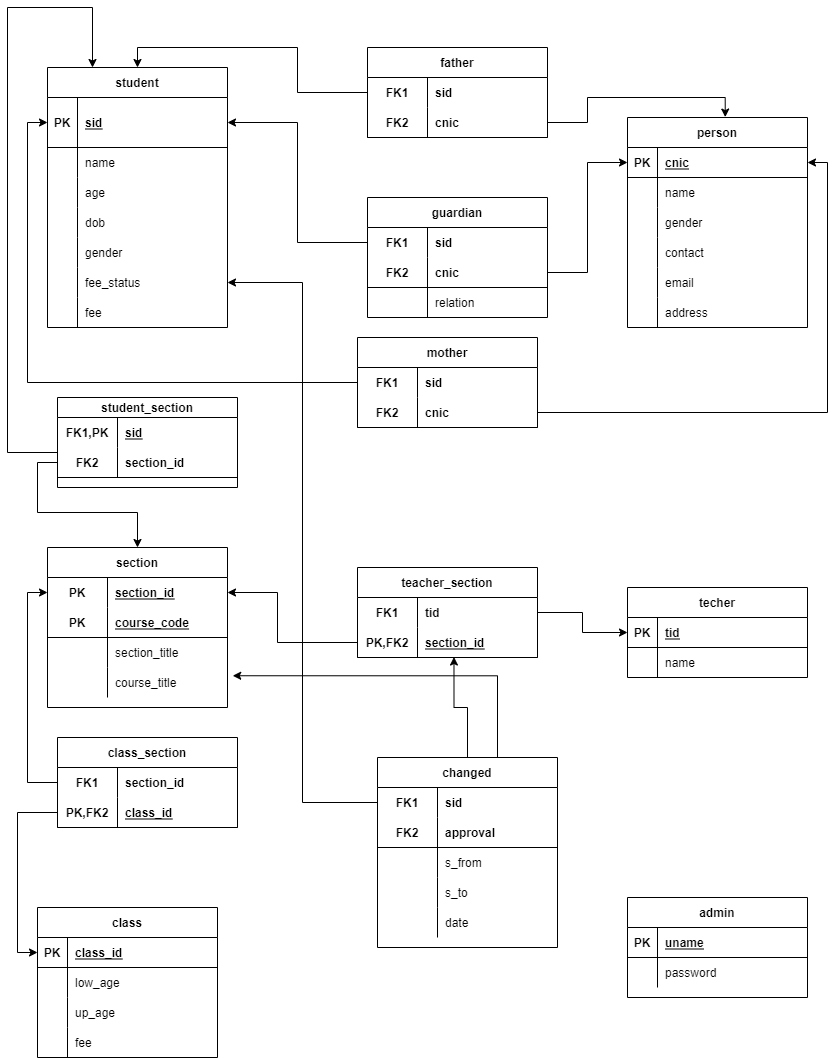 student
PK sid
name
age
dob
gender
fee_status
fee
father
FK1 sid
FK2 cnic
person
PK cnic
name
gender
contact
email
address
guardian
FK1 sid
FK2 cnic
relation
mother
FK1 sid
FK2 cnic
student_section
FK1,PK sid
FK2 section_id
section
PK section_id
PK course_code
section_title
course_title
teacher_section
FK1 tid
PK,FK2 section_id
techer
PK tid
name
class_section
FK1 section_id
PK,FK2 class_id
changed
FK1 sid
FK2 approval
s_from
s_to
date
class
PK class_id
low_age
up_age
fee
admin
PK uname
password